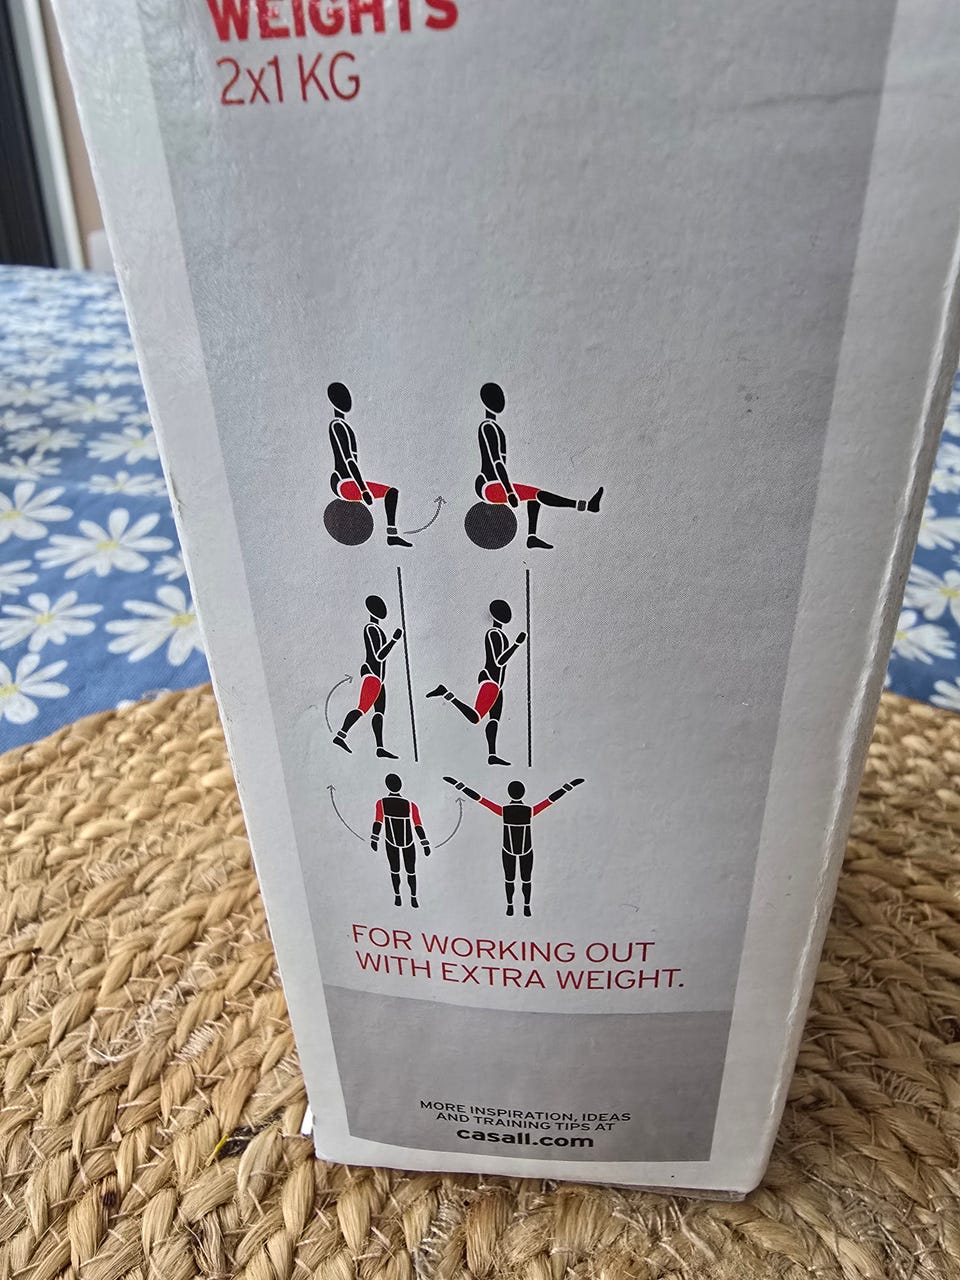 WEIGHTS
2x1 KG
FOR WORKING OUT
WITH EXTRA WEIGHT.
MORE INSPIRATION, IDEAS
AND TRAINING TIPS AT
casall.com